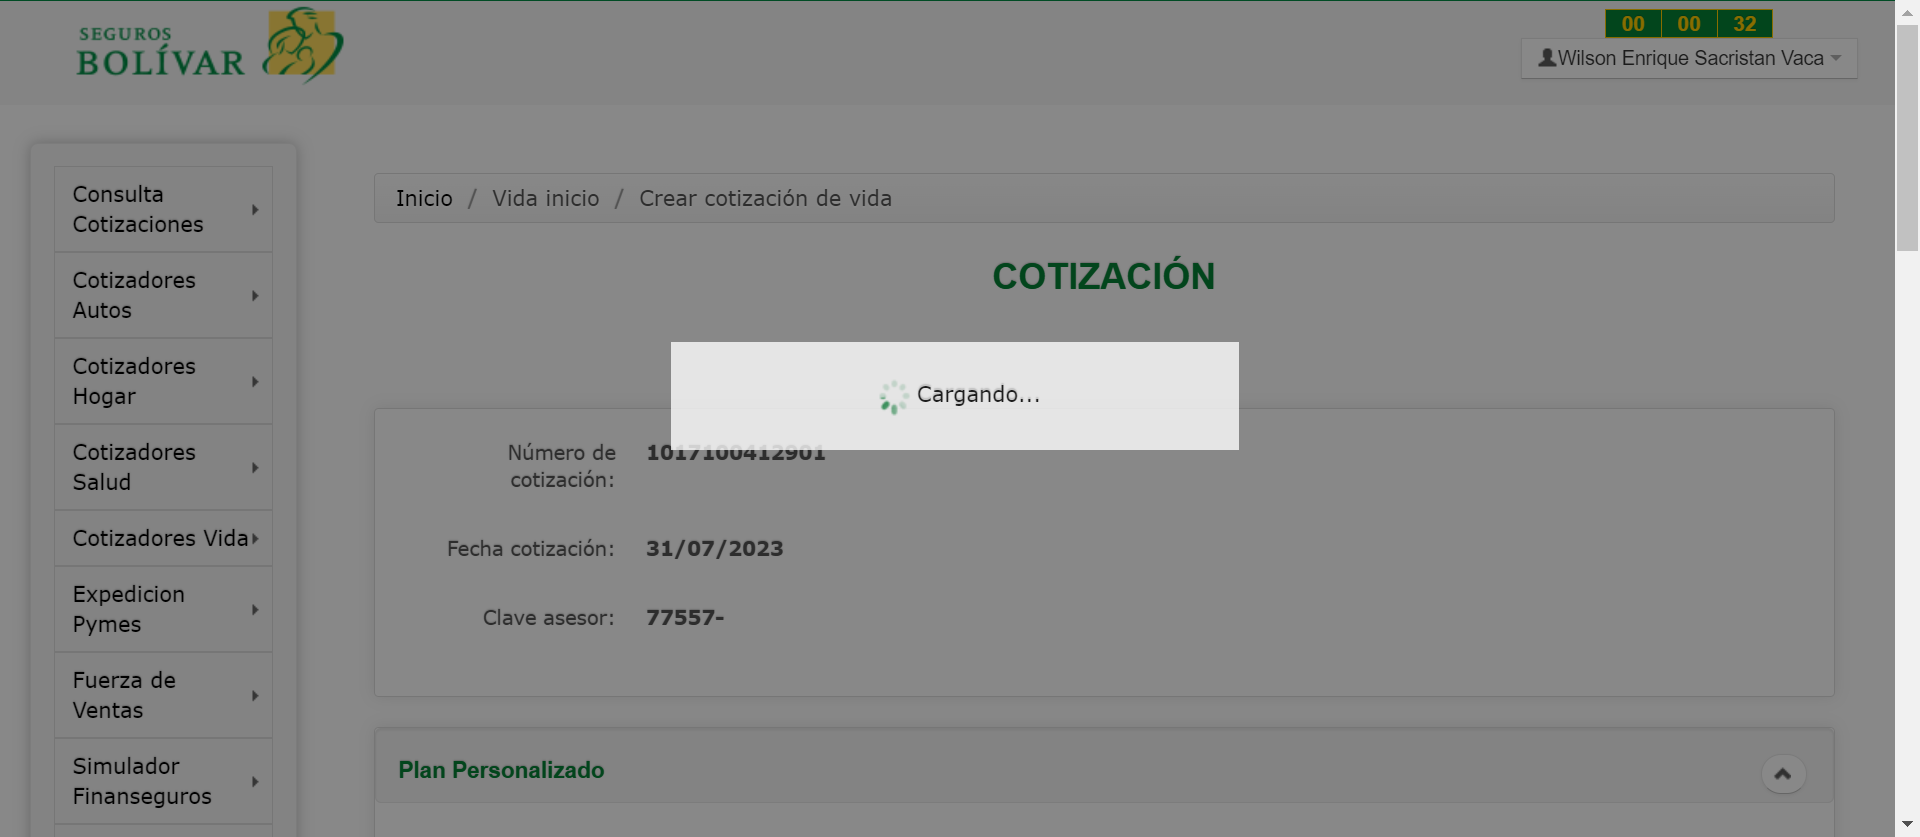 SEGUROS
BOLÍVAR
00 00 32
Wilson Enrique Sacristan Vaca
Consulta
Cotizaciones
Cotizadores
Autos
Cotizadores
Hogar
Cotizadores
Salud
Cotizadores Vida
Expedicion
Pymes
Fuerza de
Ventas
Simulador
Finanseguros
Inicio / Vida inicio / Crear cotización de vida
COTIZACIÓN
Cargando...
Número de
cotización:
1017100412901
Fecha cotización: 31/07/2023
Clave asesor: 77557-
Plan Personalizado